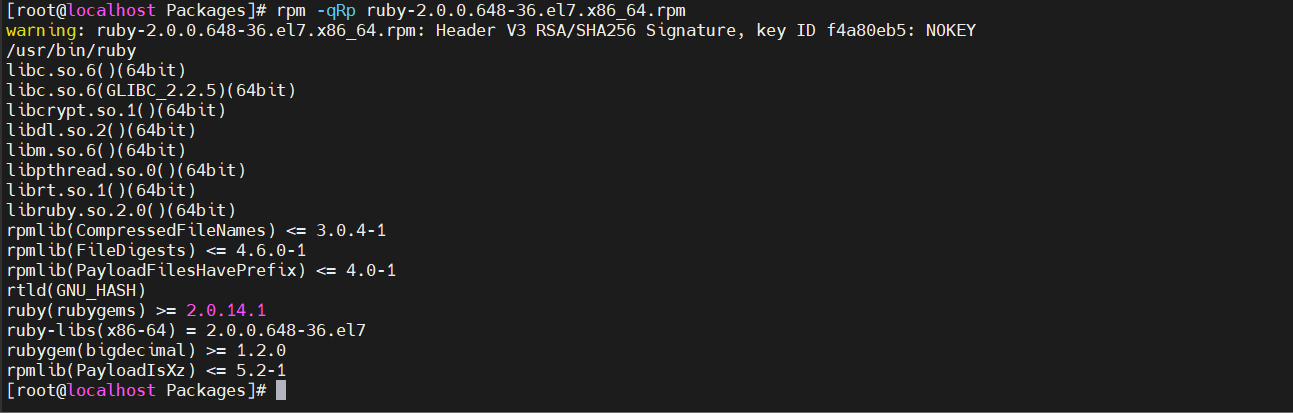 [root@localhost Packages]# rpm -qRp ruby-2.0.0.648-36.el7.x86_64.rpm
warning: ruby-2.0.0.648-36.el7.x86_64.rpm: Header V3 RSA/SHA256 Signature, key ID f4a80eb5: NOKEY
/usr/bin/ruby
libc.so.6()(64bit)
libc.so.6(GLIBC_2.2.5)(64bit)
libcrypt.so.1()(64bit)
libdl.so.2()(64bit)
libm.so.6()(64bit)
libpthread.so.0()(64bit)
librt.so.1()(64bit)
libruby.so.2.0()(64bit)
rpmlib(CompressedFileNames) <= 3.0.4-1
rpmlib(FileDigests) <= 4.6.0-1
rpmlib(PayloadFilesHavePrefix) <= 4.0-1
rtld(GNU_HASH)
ruby(rubygems) >= 2.0.14.1
ruby-libs(x86-64) = 2.0.0.648-36.el7
rubygem(bigdecimal) >= 1.2.0
rpmlib(PayloadIsXz) <= 5.2-1
[root@localhost Packages]#